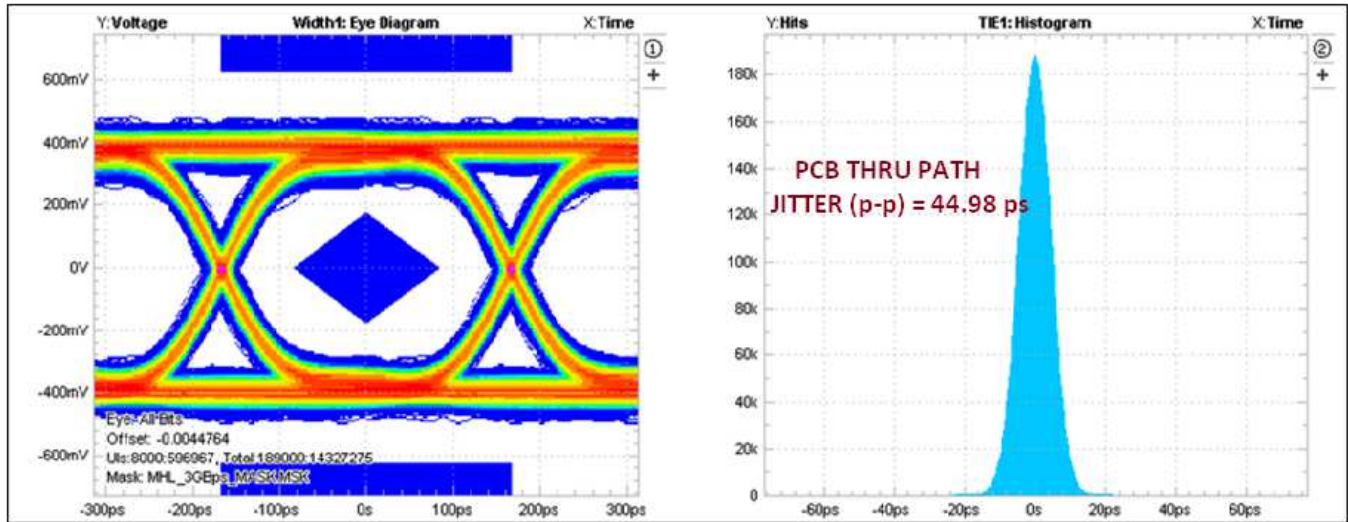 Y:Voltage Width1: Eye Diagram X:Time
1
+
600mV
400mV
200mV
0V
-200mV
-400mV
-600mV
Eye: All Bits
Offset: -0.0044764
UIs:8000:596967, Total:189000:14327275
Mask: MHL_3GBps_MASK.MSK
-300ps -200ps -100ps 0s 100ps 200ps 300ps
Y:Hits TIE1: Histogram X:Time
2
+
180k
160k
140k
120k
100k
80k
60k
40k
20k
0
PCB THRU PATH
JITTER (p-p) = 44.98 ps
-60ps -40ps -20ps 0s 20ps 40ps 60ps